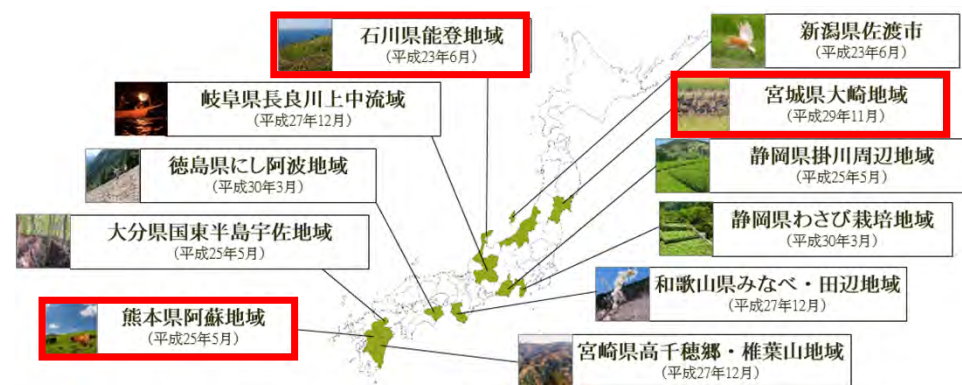 石川県能登地域
(平成23年6月)
新潟県佐渡市
(平成23年6月)
岐阜県長良川上中流域
(平成27年12月)
宮城県大崎地域
(平成29年11月)
徳島県にし阿波地域
(平成30年3月)
静岡県掛川周辺地域
(平成25年5月)
大分県国東半島宇佐地域
(平成25年5月)
静岡県わさび栽培地域
(平成30年3月)
和歌山県みなべ・田辺地域
(平成27年12月)
熊本県阿蘇地域
(平成25年5月)
宮崎県高千穂郷・椎葉山地域
(平成27年12月)